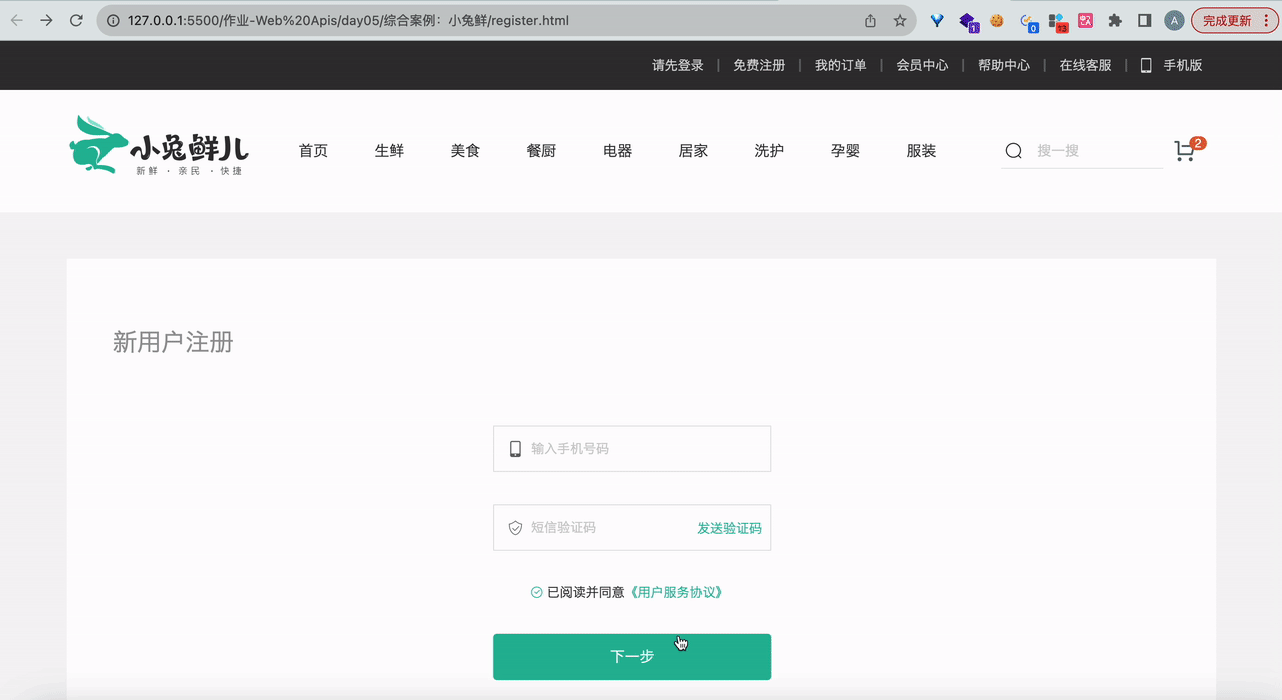 127.0.0.1:5500/作业-Web%20Apis/day05/综合案例：小兔鲜/register.html
1
0
13
A
完成更新
请先登录 | 免费注册 | 我的订单 | 会员中心 | 帮助中心 | 在线客服 | 手机版
小兔鲜儿
新鲜 · 亲民 · 快捷
首页 生鲜 美食 餐厨 电器 居家 洗护 孕婴 服装
搜一搜
2
新用户注册
输入手机号码
短信验证码 发送验证码
已阅读并同意《用户服务协议》
下一步